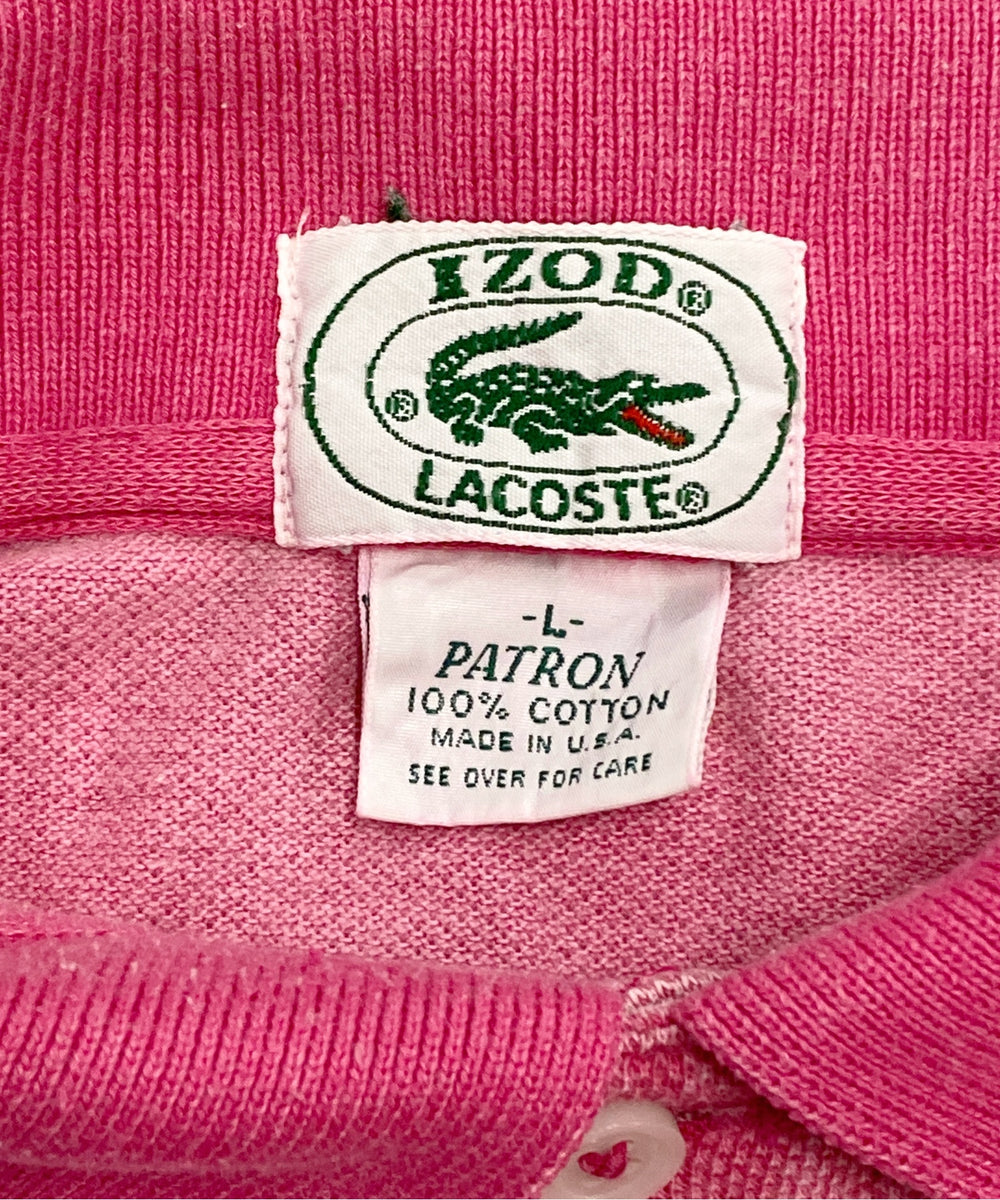 IZOD®
®
LACOSTE®
-L-
PATRON
100% COTTON
MADE IN U.S.A.
SEE OVER FOR CARE